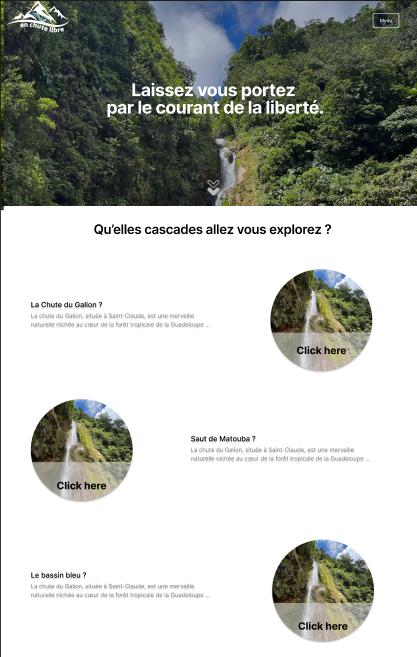 en chute libre
Menu
Laissez vous portez
par le courant de la liberté.
Qu'elles cascades allez vous explorez ?
La Chute du Galion ?
La chute du Galion, située à Saint-Claude, est une merveille
naturelle nichée au cœur de la forêt tropicale de la Guadeloupe ...
Click here
Saut de Matouba ?
La chute du Galion, située à Saint-Claude, est une merveille
naturelle nichée au cœur de la forêt tropicale de la Guadeloupe ...
Click here
Le bassin bleu ?
La chute du Galion, située à Saint-Claude, est une merveille
naturelle nichée au cœur de la forêt tropicale de la Guadeloupe ...
Click here